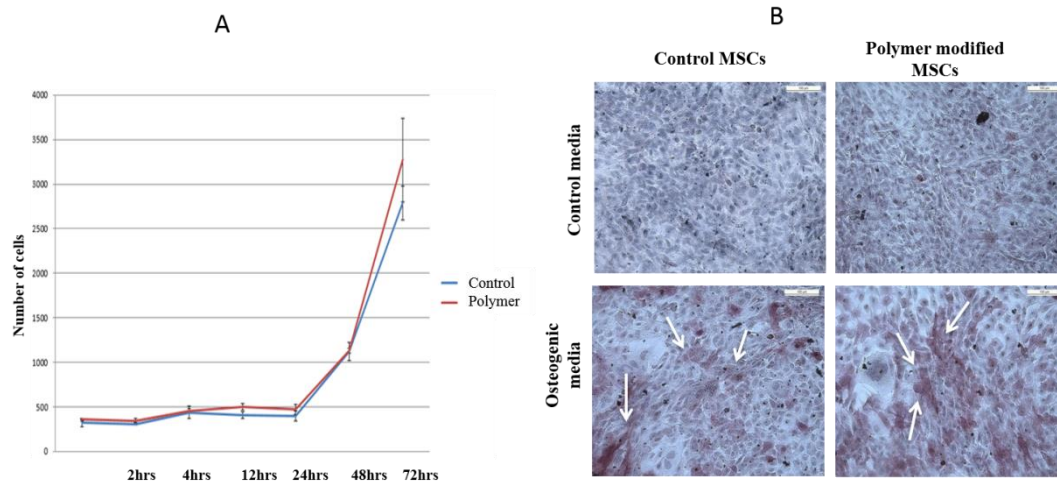 A
Number of cells
4000
3500
3000
2500
2000
1500
1000
500
0
2hrs 4hrs 12hrs 24hrs 48hrs 72hrs
Control
Polymer
B
Control MSCs
Polymer modified
MSCs
Control media
Osteogenic
media